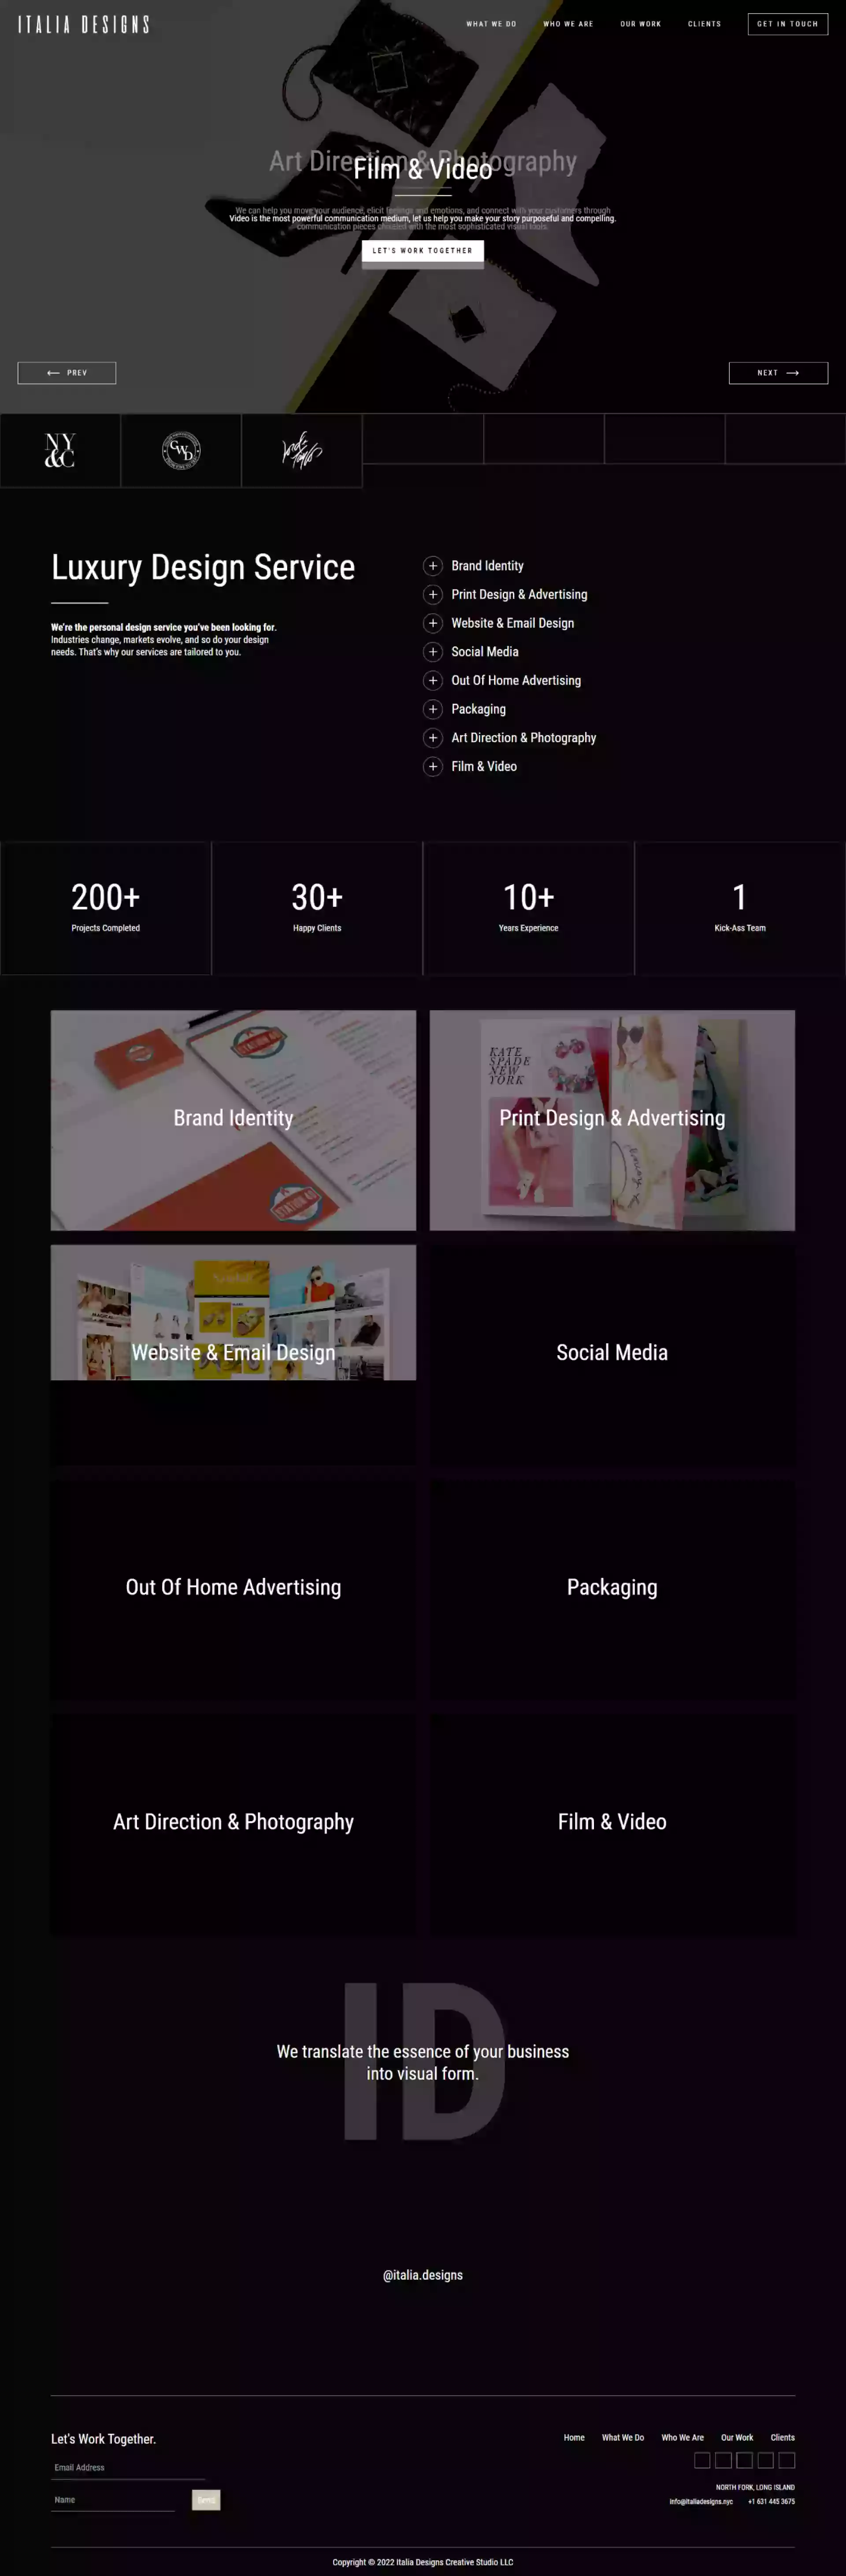 ITALIA DESIGNS
WHAT WE DO
WHO WE ARE
OUR WORK
CLIENTS
GET IN TOUCH
Art Direction & Photography
Film & Video
We can help you move your audience, elicit feelings and emotions, and connect with your customers through
Video is the most powerful communication medium, let us help you make your story purposeful and compelling.
communication pieces created with the most sophisticated visual tools.
LET'S WORK TOGETHER
PREV
NEXT
NY
&C
GWD
Luxury Design Service
We're the personal design service you've been looking for.
Industries change, markets evolve, and so do your design
needs. That's why our services are tailored to you.
Brand Identity
Print Design & Advertising
Website & Email Design
Social Media
Out Of Home Advertising
Packaging
Art Direction & Photography
Film & Video
200+
Projects Completed
30+
Happy Clients
10+
Years Experience
1
Kick-Ass Team
Brand Identity
KATE
SPADE
NEW
YORK
Print Design & Advertising
Website & Email Design
Social Media
Out Of Home Advertising
Packaging
Art Direction & Photography
Film & Video
ID
We translate the essence of your business
into visual form.
@italia.designs
Let's Work Together.
Email Address
Name
Send
Home
What We Do
Who We Are
Our Work
Clients
NORTH FORK, LONG ISLAND
info@italiadesigns.nyc
+1 631 445 3675
Copyright © 2022 Italia Designs Creative Studio LLC